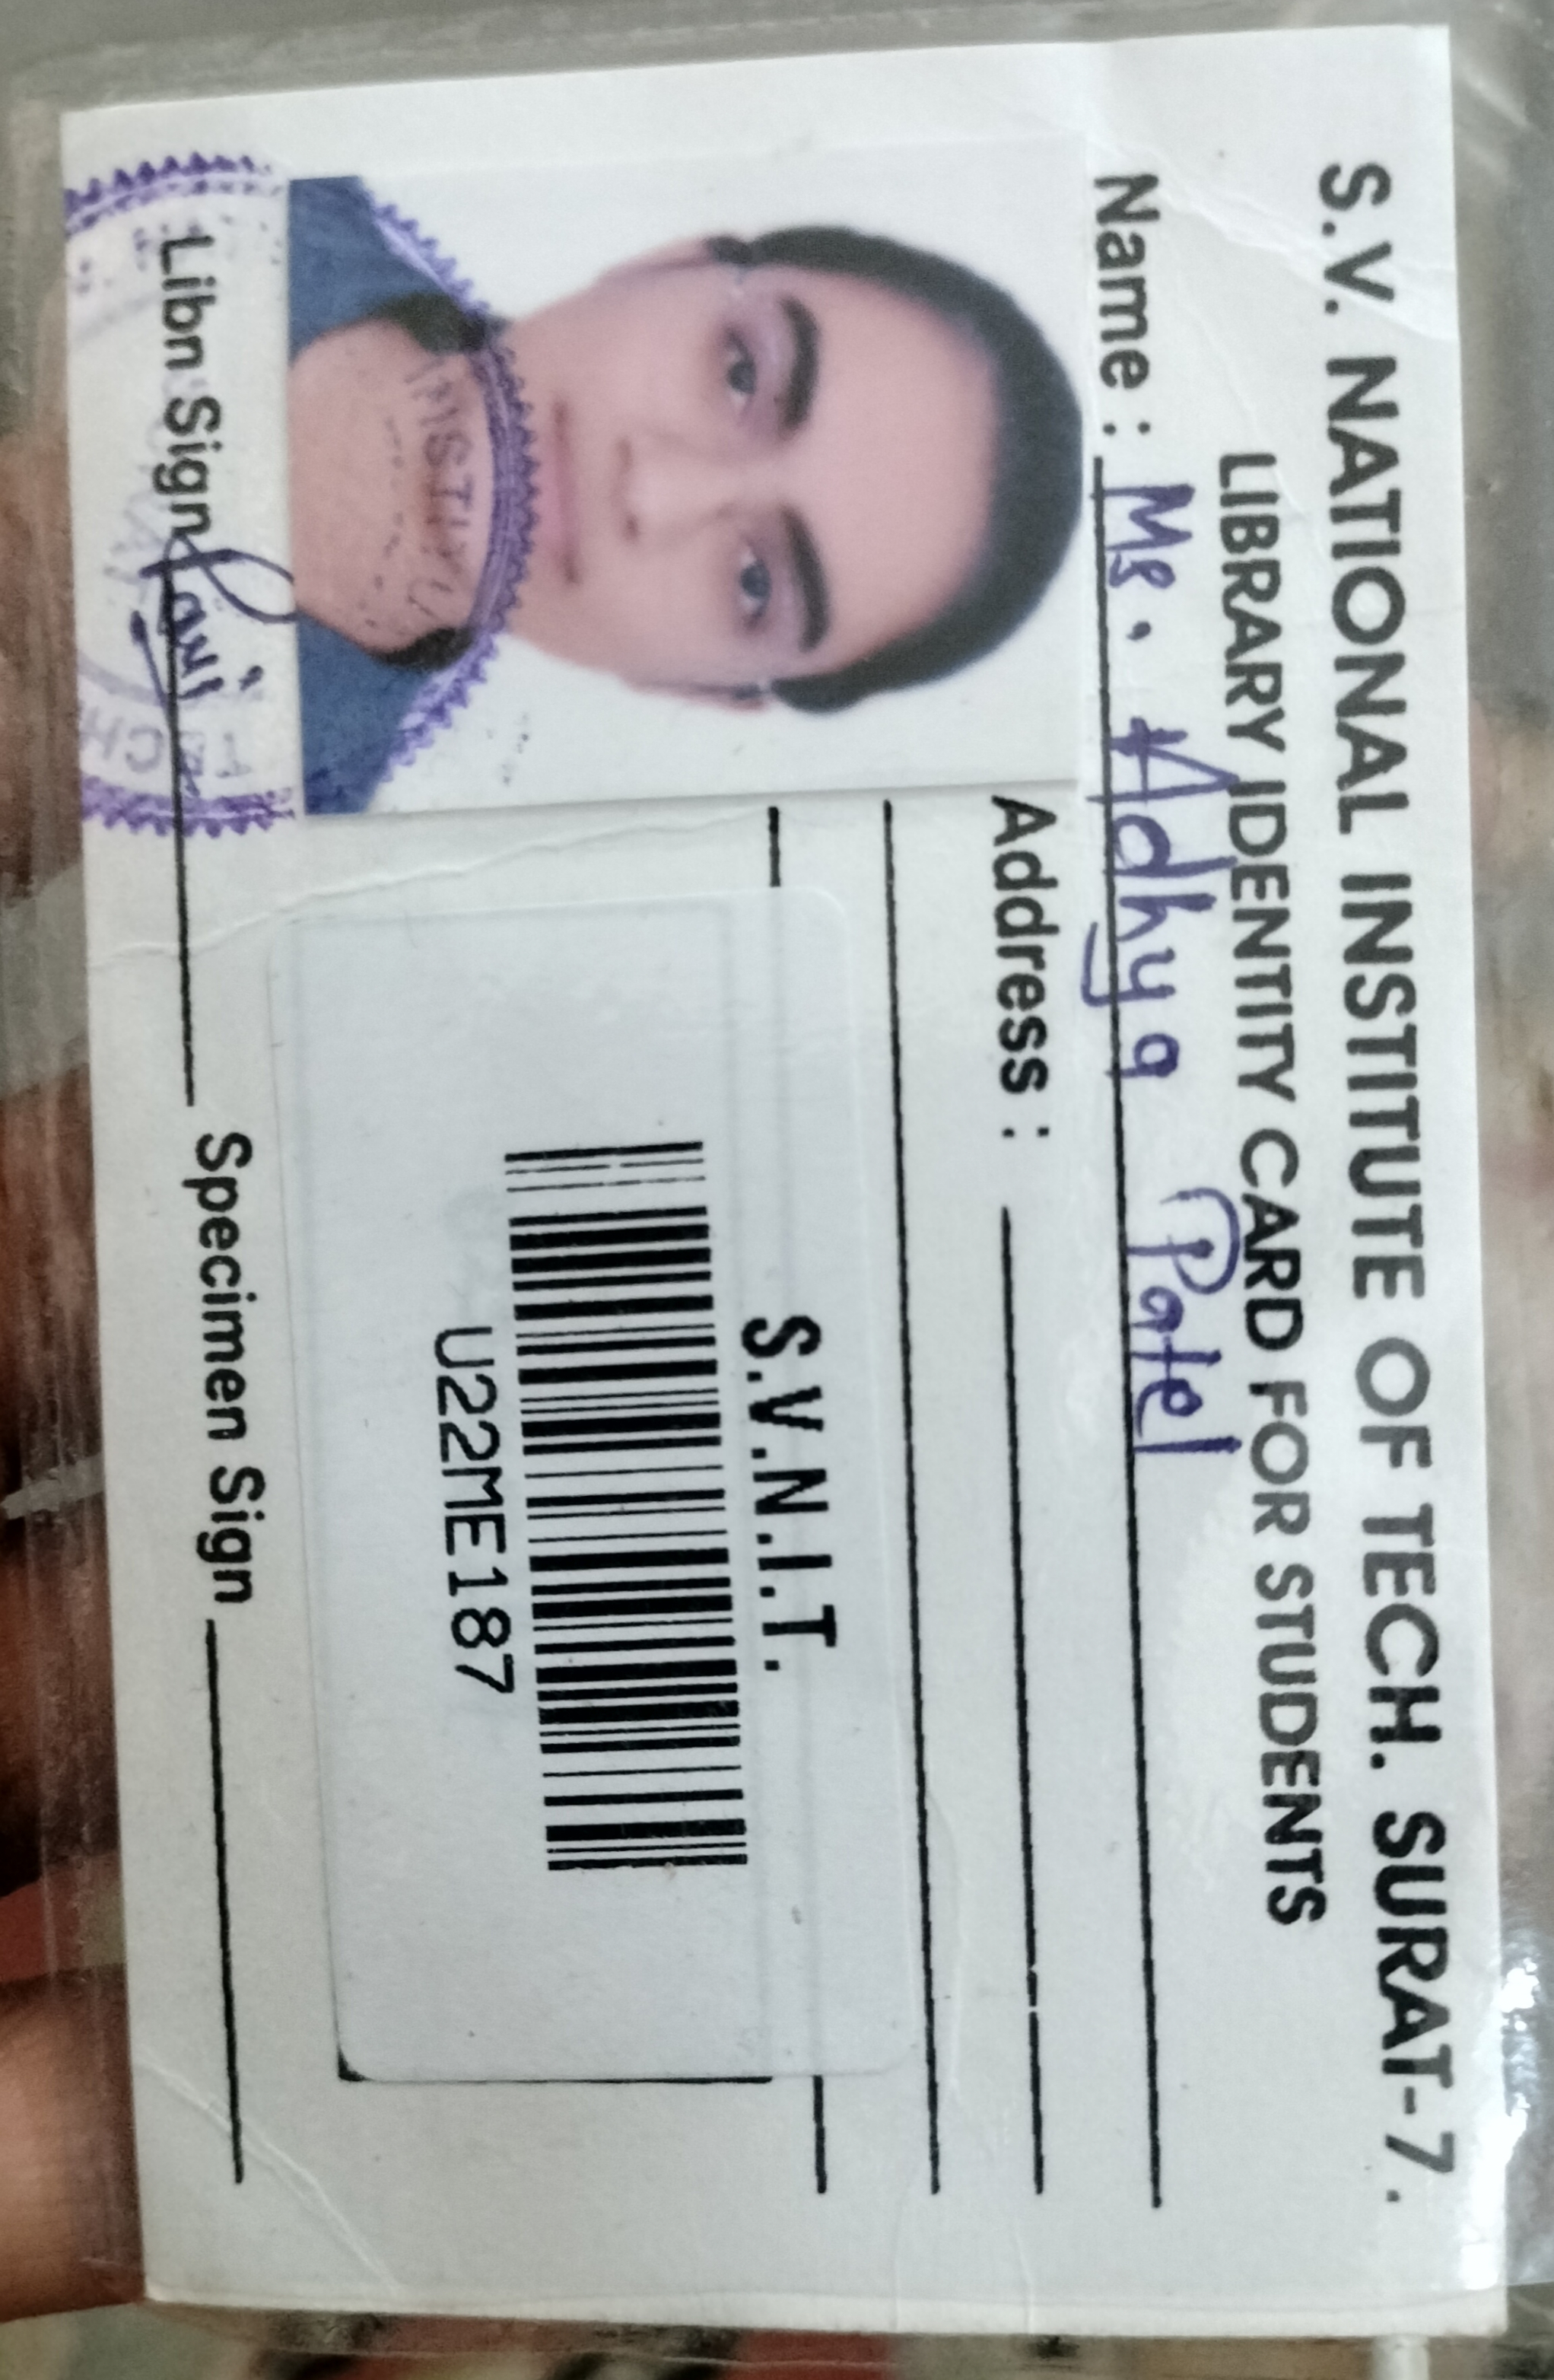 S.V. NATIONAL INSTITUTE OF TECH. SURAT-7.
LIBRARY IDENTITY CARD FOR STUDENTS
Name : Ms. Adhya Patel
Address :
S.V.N.I.T.
U22ME187
Libn Sign
Specimen Sign